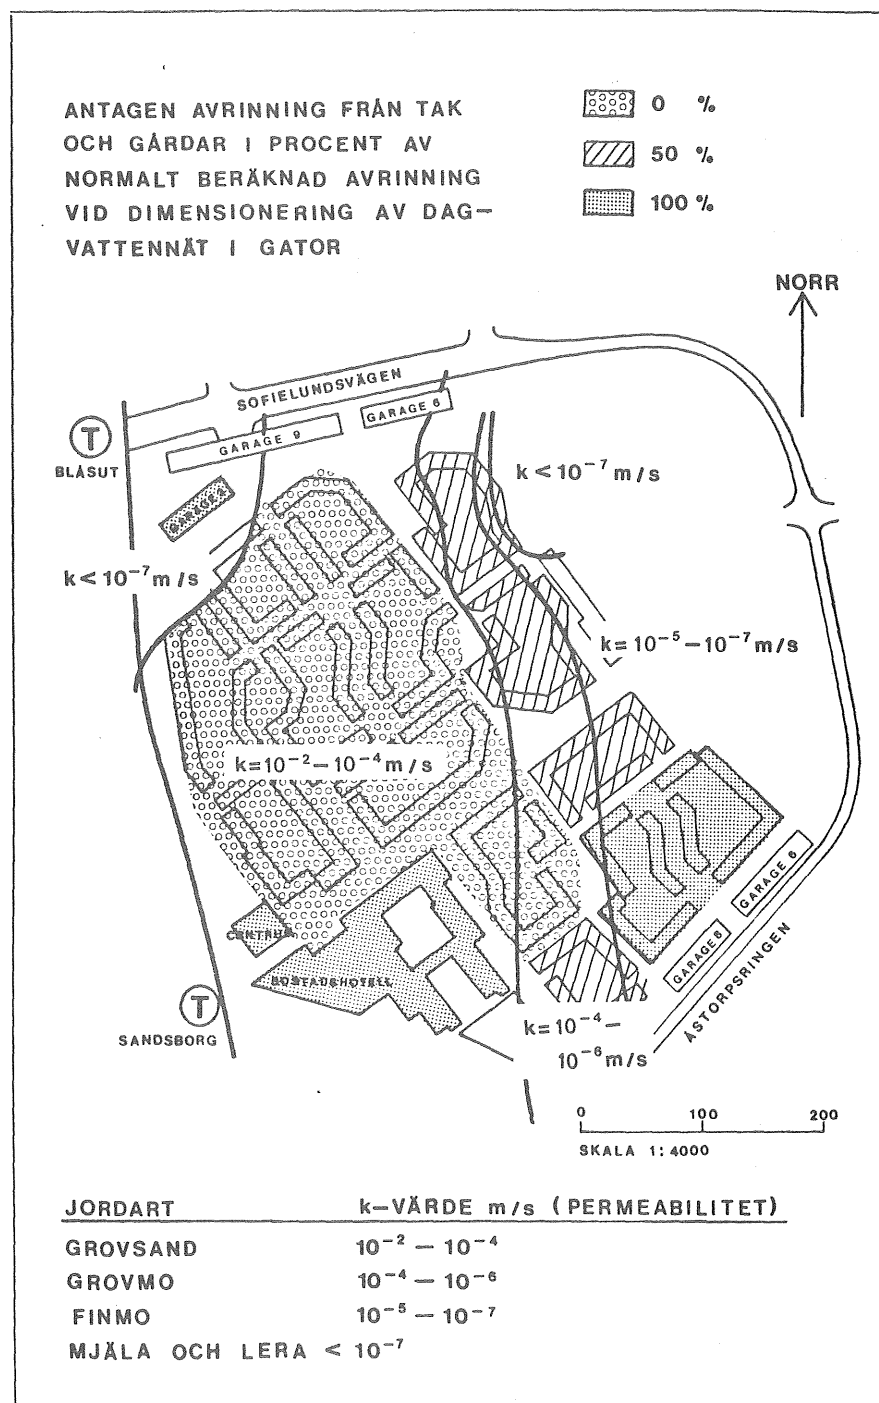 ANTAGEN AVRINNING FRÅN TAK
OCH GÅRDAR I PROCENT AV
NORMALT BERÄKNAD AVRINNING
VID DIMENSIONERING AV DAG-
VATTENNÄT I GATOR
0 %
50 %
100 %
NORR
SOFIELUNDSVÄGEN
GARAGE 6
GARAGE 9
T
BLÅSUT
k < 10⁻⁷ m/s
GARAGE
k < 10⁻⁷ m/s
k = 10⁻⁵ – 10⁻⁷ m/s
k = 10⁻² – 10⁻⁴ m/s
GARAGE 6
GARAGE 8
ÅSTORPSRINGEN
CENTRUM
BOSTADSHOTELL
T
SANDSBORG
k = 10⁻⁴ –
10⁻⁶ m/s
0 100 200
SKALA 1:4000
JORDART k-VÄRDE m/s (PERMEABILITET)
GROVSAND 10⁻² – 10⁻⁴
GROVMO 10⁻⁴ – 10⁻⁶
FINMO 10⁻⁵ – 10⁻⁷
MJÄLA OCH LERA < 10⁻⁷